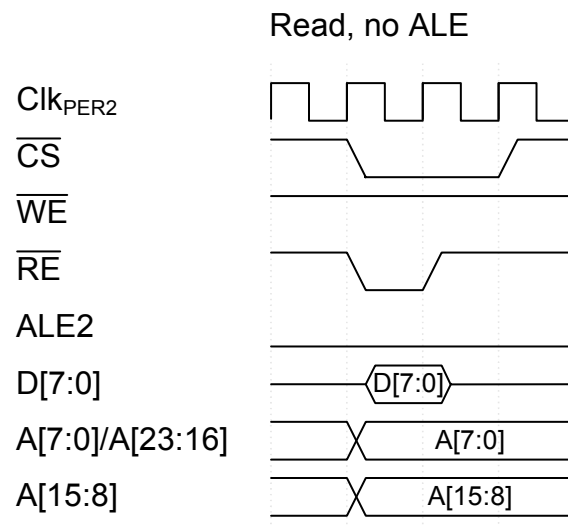 Read, no ALE
ClkPER2
CS
WE
RE
ALE2
D[7:0] D[7:0]
A[7:0]/A[23:16] A[7:0]
A[15:8] A[15:8]